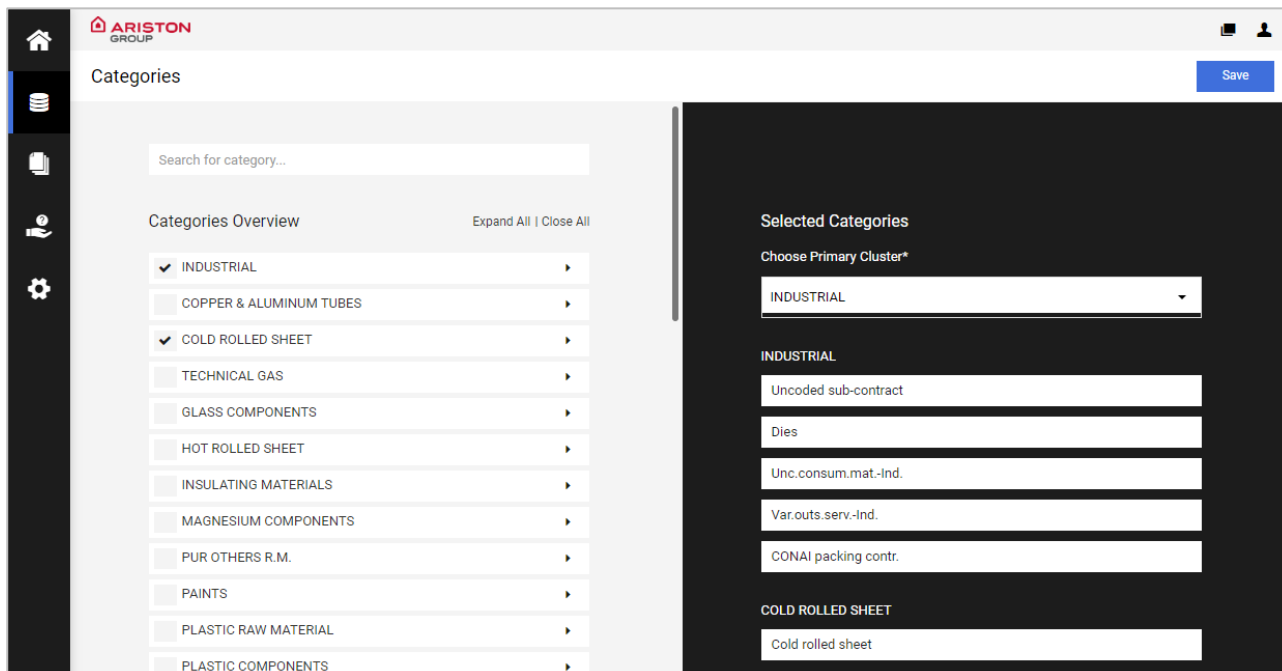 ARISTON
GROUP
Categories
Save
Search for category...
Categories Overview
Expand All | Close All
INDUSTRIAL
COPPER & ALUMINUM TUBES
COLD ROLLED SHEET
TECHNICAL GAS
GLASS COMPONENTS
HOT ROLLED SHEET
INSULATING MATERIALS
MAGNESIUM COMPONENTS
PUR OTHERS R.M.
PAINTS
PLASTIC RAW MATERIAL
PLASTIC COMPONENTS
Selected Categories
Choose Primary Cluster*
INDUSTRIAL
INDUSTRIAL
Uncoded sub-contract
Dies
Unc.consum.mat.-Ind.
Var.outs.serv.-Ind.
CONAI packing contr.
COLD ROLLED SHEET
Cold rolled sheet